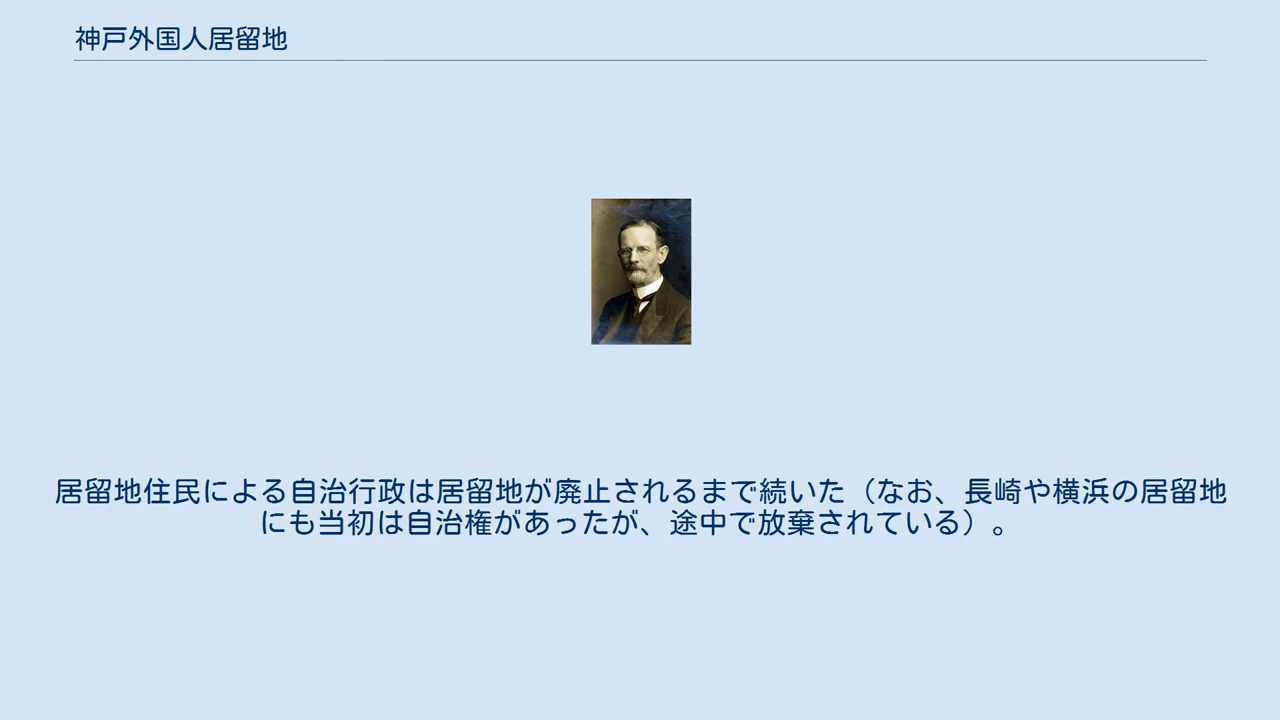 神戸外国人居留地
居留地住民による自治行政は居留地が廃止されるまで続いた（なお、長崎や横浜の居留地
にも当初は自治権があったが、途中で放棄されている）。